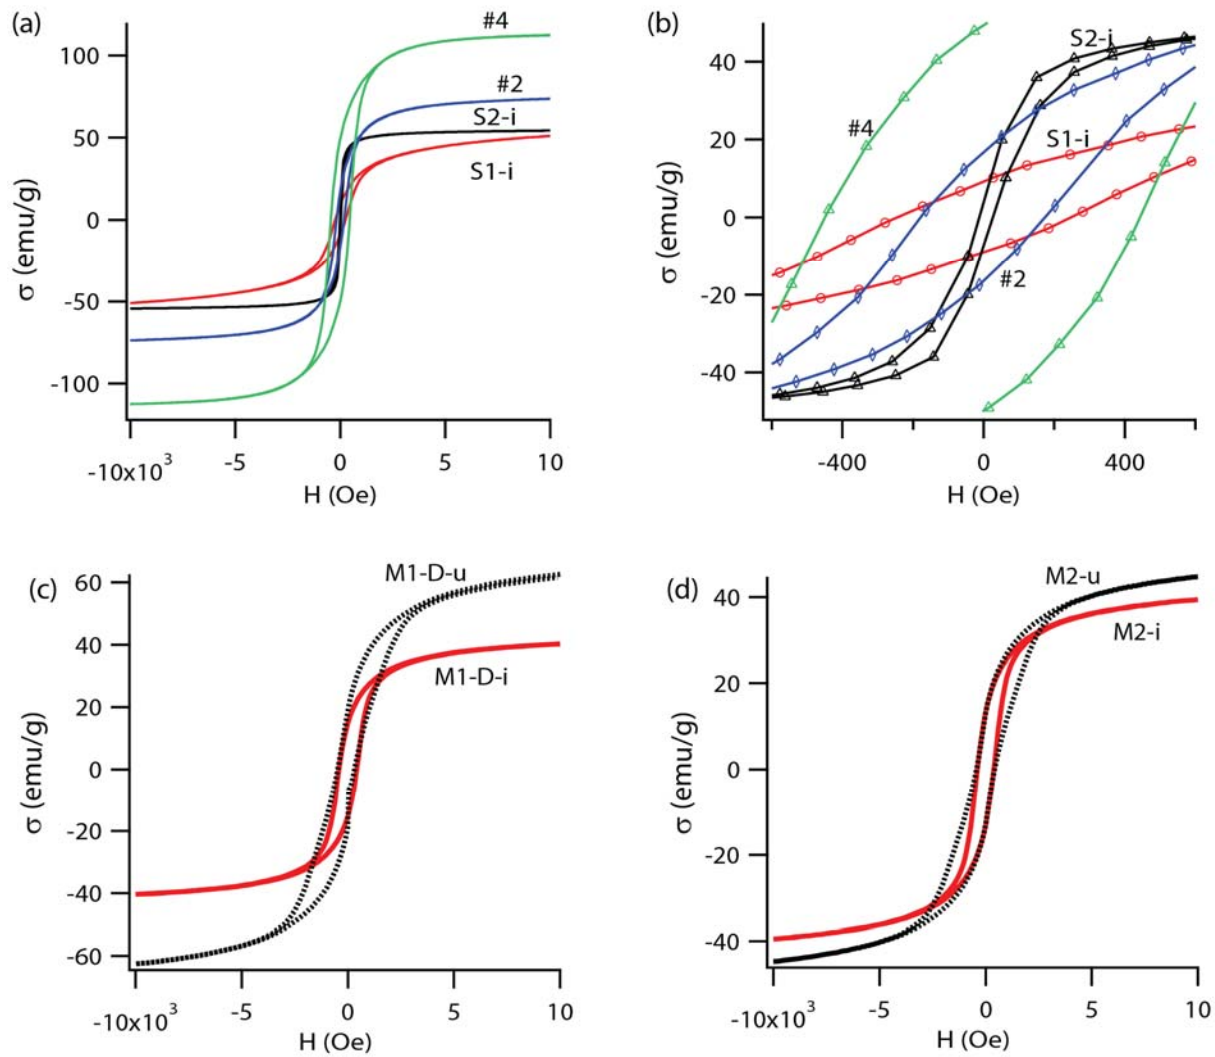 (a)
#4
#2
S2-i
S1-i
100
50
0
-50
-100
σ (emu/g)
-10x10³
-5
0
5
10
H (Oe)
(b)
S2-i
#4
S1-i
#2
40
20
0
-20
-40
σ (emu/g)
-400
0
400
H (Oe)
(c)
M1-D-u
M1-D-i
60
40
20
0
-20
-40
-60
σ (emu/g)
-10x10³
-5
0
5
10
H (Oe)
(d)
M2-u
M2-i
40
20
0
-20
-40
σ (emu/g)
-10x10³
-5
0
5
10
H (Oe)